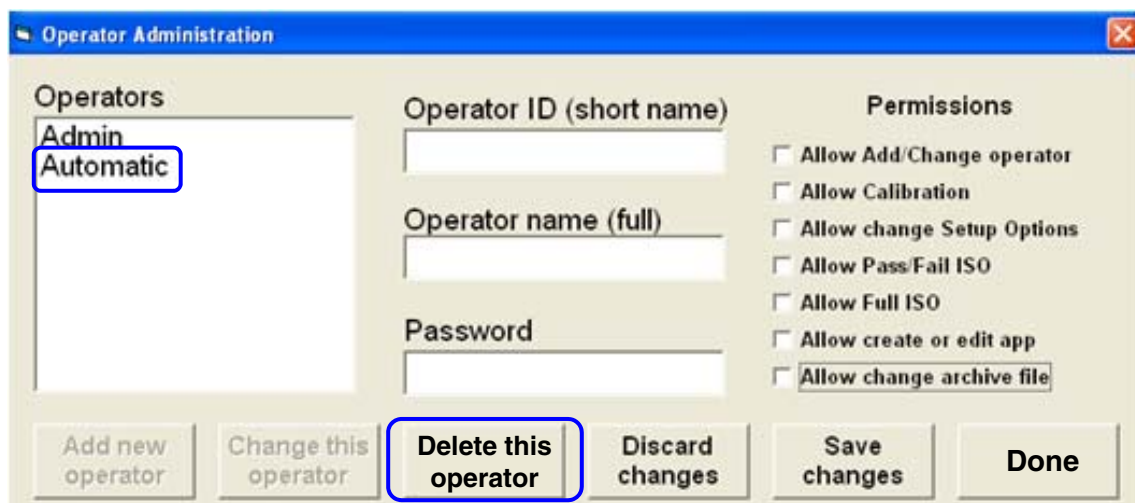 Operator Administration
Operators
Admin
Automatic
Operator ID (short name)
Operator name (full)
Password
Permissions
Allow Add/Change operator
Allow Calibration
Allow change Setup Options
Allow Pass/Fail ISO
Allow Full ISO
Allow create or edit app
Allow change archive file
Add new
operator
Change this
operator
Delete this
operator
Discard
changes
Save
changes
Done